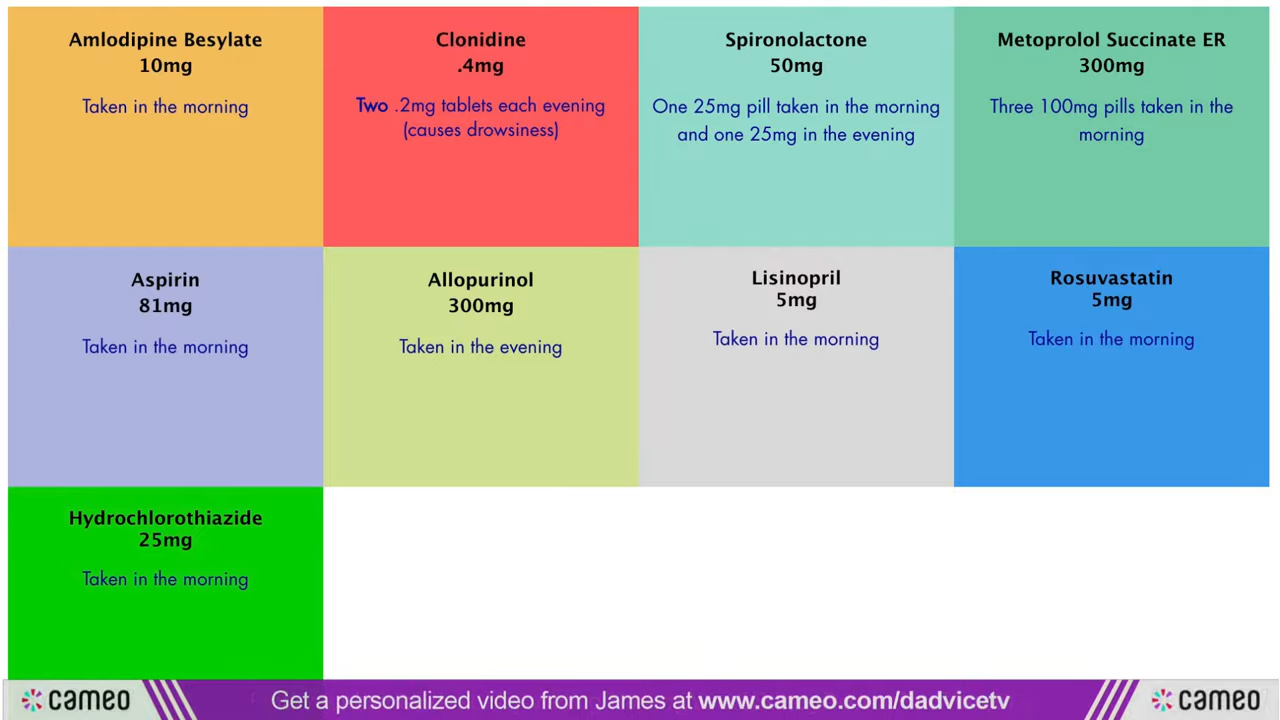 Amlodipine Besylate
10mg
Taken in the morning
Clonidine
.4mg
Two .2mg tablets each evening
(causes drowsiness)
Spironolactone
50mg
One 25mg pill taken in the morning
and one 25mg in the evening
Metoprolol Succinate ER
300mg
Three 100mg pills taken in the
morning
Aspirin
81mg
Taken in the morning
Allopurinol
300mg
Taken in the evening
Lisinopril
5mg
Taken in the morning
Rosuvastatin
5mg
Taken in the morning
Hydrochlorothiazide
25mg
Taken in the morning
cameo
Get a personalized video from James at www.cameo.com/dadvicetv
cameo